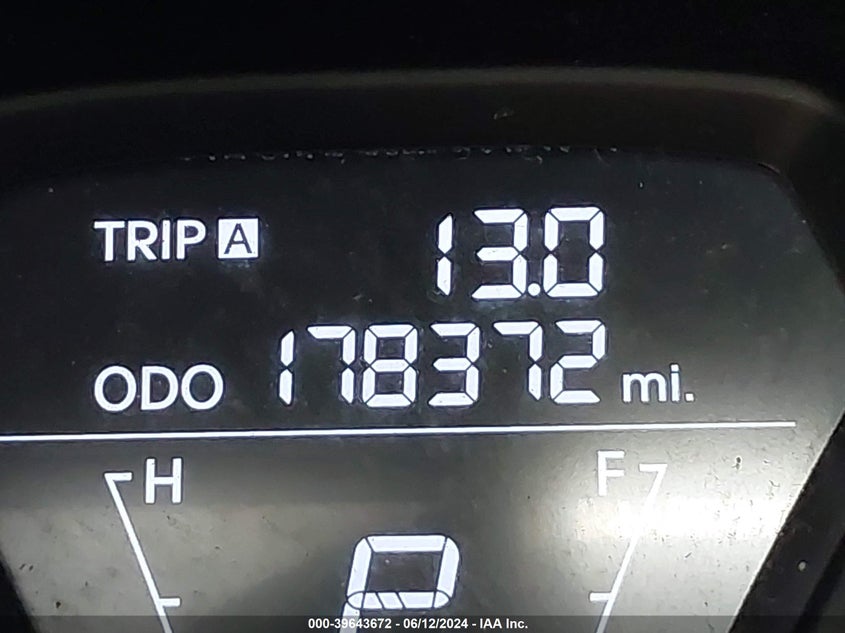 TRIP A 13.0
ODO 178372 mi.
H F
P
000-39643672 - 06/12/2024 - IAA Inc.